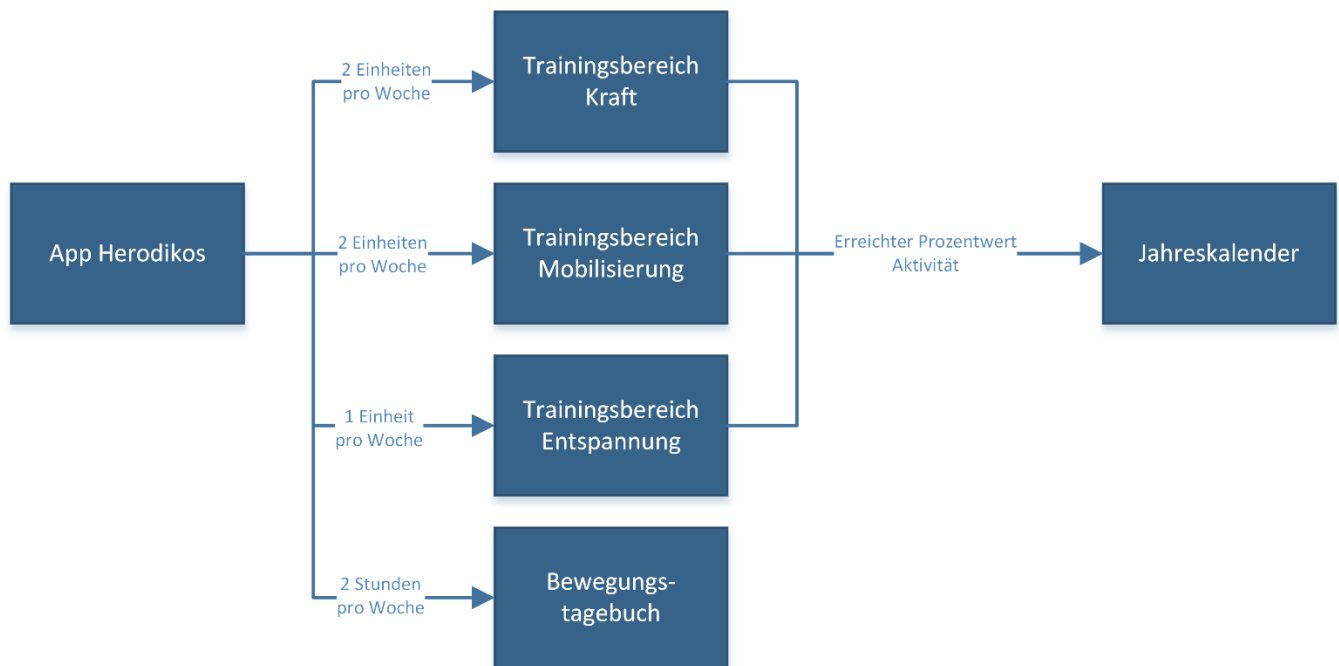 App Herodikos
2 Einheiten
pro Woche
Trainingsbereich
Kraft
2 Einheiten
pro Woche
Trainingsbereich
Mobilisierung
1 Einheit
pro Woche
Trainingsbereich
Entspannung
2 Stunden
pro Woche
Bewegungs-
tagebuch
Erreichter Prozentwert
Aktivität
Jahreskalender